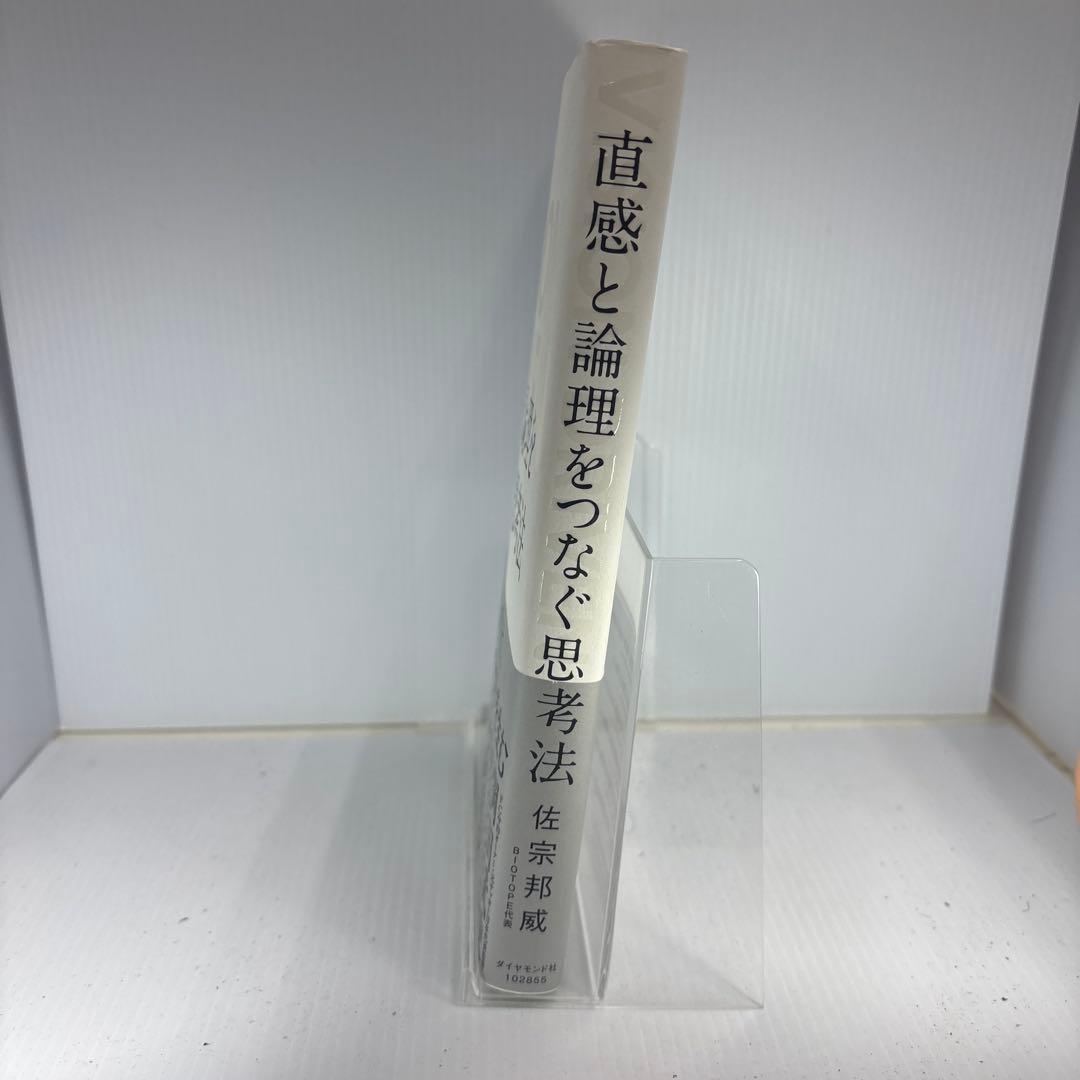 直感と論理をつなぐ思考法
佐宗邦威
BIOTOPE代表
ダイヤモンド社
102855